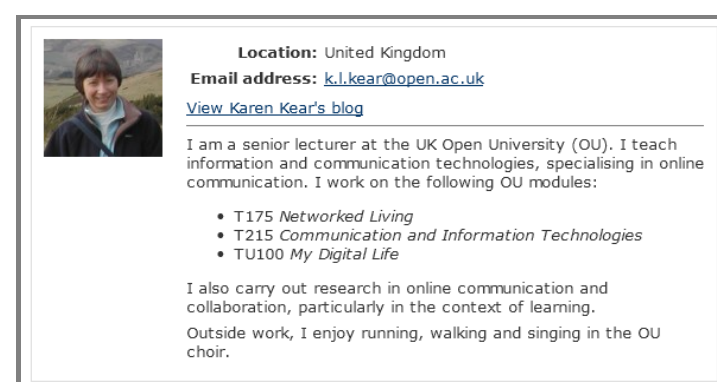 Location: United Kingdom
Email address: k.l.kear@open.ac.uk
View Karen Kear's blog
I am a senior lecturer at the UK Open University (OU). I teach
information and communication technologies, specialising in online
communication. I work on the following OU modules:
• T175 Networked Living
• T215 Communication and Information Technologies
• TU100 My Digital Life
I also carry out research in online communication and
collaboration, particularly in the context of learning.
Outside work, I enjoy running, walking and singing in the OU
choir.